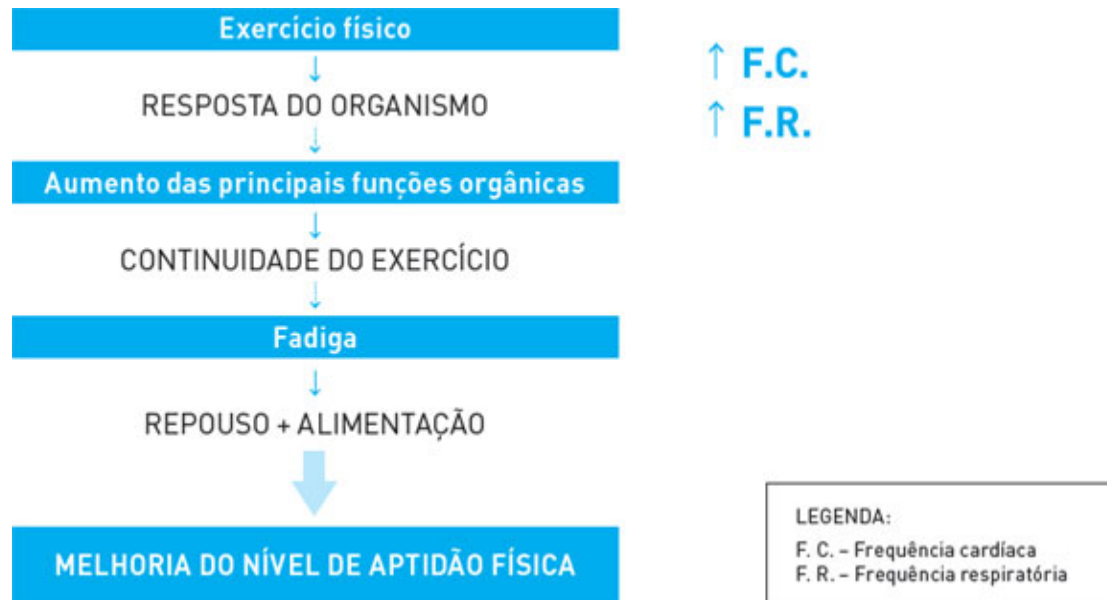 Exercício físico
↑ F.C.
↑ F.R.
↓
RESPOSTA DO ORGANISMO
↓
Aumento das principais funções orgânicas
↓
CONTINUIDADE DO EXERCÍCIO
↓
Fadiga
↓
REPOUSO + ALIMENTAÇÃO
MELHORIA DO NÍVEL DE APTIDÃO FÍSICA
LEGENDA:
F. C. – Frequência cardíaca
F. R. – Frequência respiratória